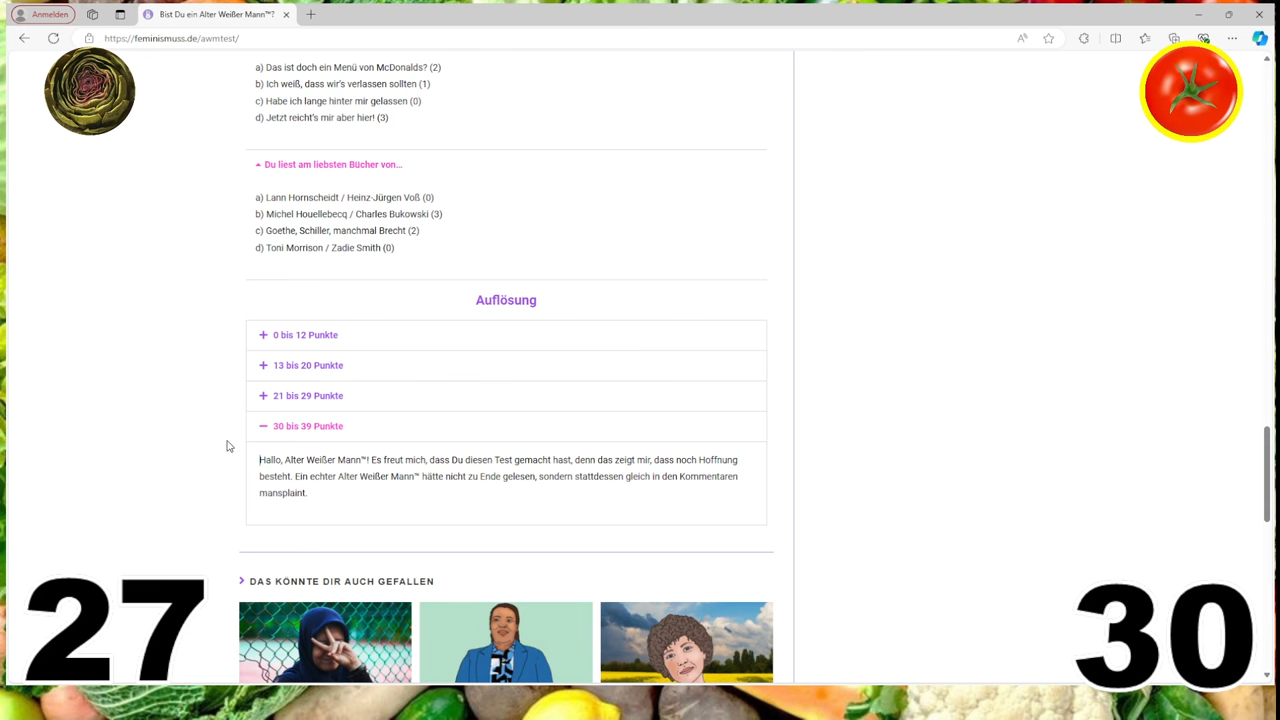 Anmelden
Bist Du ein Alter Weißer Mann™?
https://feminismuss.de/awmtest/
a) Das ist doch ein Menü von McDonalds? (2)
b) Ich weiß, dass wir's verlassen sollten (1)
c) Habe ich lange hinter mir gelassen (0)
d) Jetzt reicht's mir aber hier! (3)
Du liest am liebsten Bücher von...
a) Lann Hornscheidt / Heinz-Jürgen Voß (0)
b) Michel Houellebecq / Charles Bukowski (3)
c) Goethe, Schiller, manchmal Brecht (2)
d) Toni Morrison / Zadie Smith (0)
Auflösung
+ 0 bis 12 Punkte
+ 13 bis 20 Punkte
+ 21 bis 29 Punkte
− 30 bis 39 Punkte
Hallo, Alter Weißer Mann™! Es freut mich, dass Du diesen Test gemacht hast, denn das zeigt mir, dass noch Hoffnung
besteht. Ein echter Alter Weißer Mann™ hätte nicht zu Ende gelesen, sondern stattdessen gleich in den Kommentaren
mansplaint.
DAS KÖNNTE DIR AUCH GEFALLEN
27
30